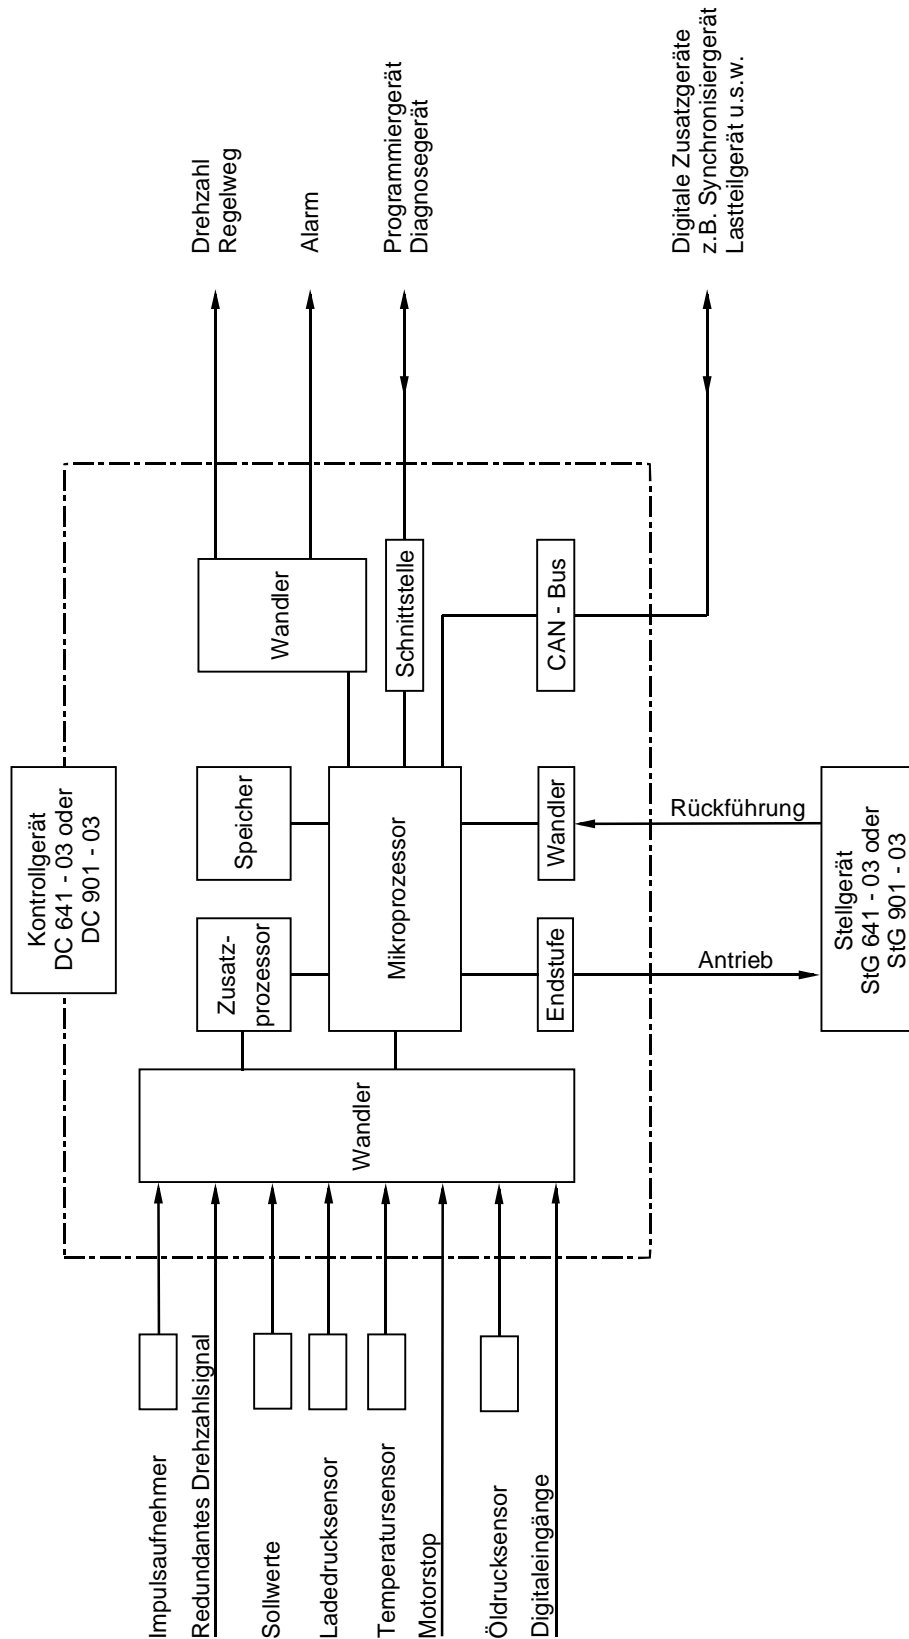 Kontrollgerät
DC 641 - 03 oder
DC 901 - 03
Impulsaufnehmer
Redundantes Drehzahlsignal
Sollwerte
Ladedrucksensor
Temperatursensor
Motorstop
Öldrucksensor
Digitaleingänge
Wandler
Zusatz-
prozessor
Speicher
Mikroprozessor
Endstufe
Wandler
Wandler
Schnittstelle
CAN - Bus
Drehzahl
Regelweg
Alarm
Programmiergerät
Diagnosegerät
Digitale Zusatzgeräte
z.B. Synchronisiergerät
Lastteilgerät u.s.w.
Antrieb
Rückführung
Stellgerät
StG 641 - 03 oder
StG 901 - 03